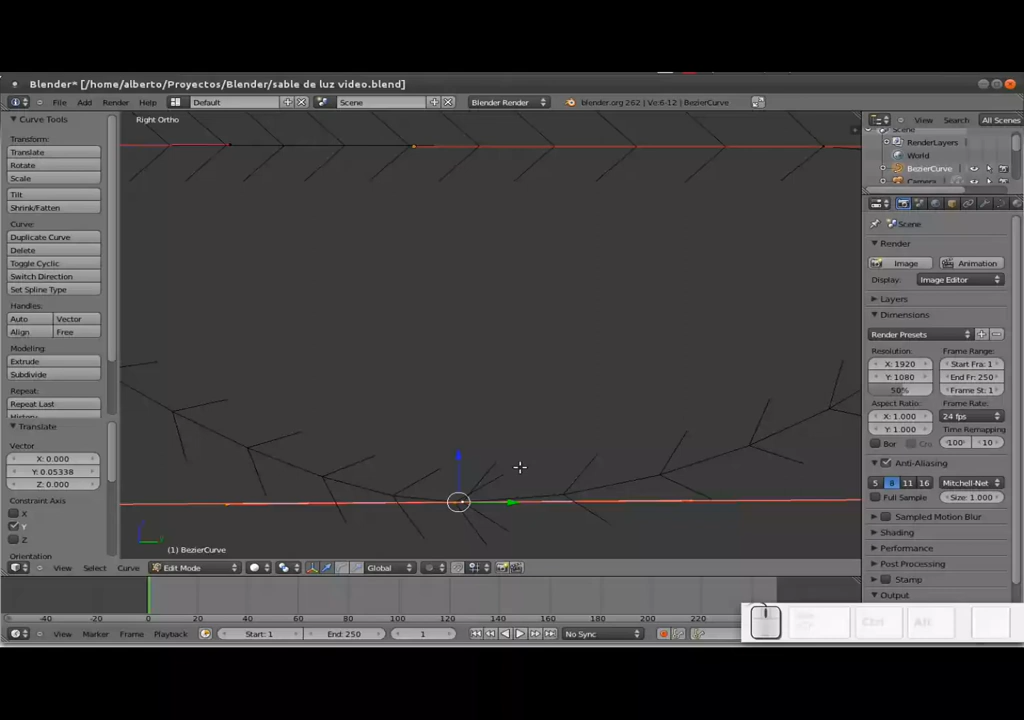 Blender* [/home/alberto/Proyectos/Blender/sable de luz video.blend]
File Add Render Help Default Scene Blender Render blender.org 262 | Ve:6-12 | BezierCurve View Search All Scenes
Curve Tools
Right Ortho
Scene
RenderLayers
World
BezierCurve
Camera
Transform:
Translate
Rotate
Scale
Tilt
Shrink/Fatten
Curve:
Duplicate Curve
Delete
Toggle Cyclic
Switch Direction
Set Spline Type
Handles:
Auto Vector
Align Free
Modeling:
Extrude
Subdivide
Repeat:
Repeat Last
History...
Translate
Vector
X: 0.000
Y: 0.05338
Z: 0.000
Constraint Axis
X
Y
Z
Orientation
(1) BezierCurve
Scene
Render
Image Animation
Display: Image Editor
Layers
Dimensions
Render Presets
Resolution: Frame Range:
X: 1920 Start Fra: 1
Y: 1080 End Fr: 250
50% Frame St: 1
Aspect Ratio: Frame Rate:
X: 1.000 24 fps
Y: 1.000 Time Remapping
Bor Cru 100 10
Anti-Aliasing
5 8 11 16 Mitchell-Net
Full Sample Size: 1.000
Sampled Motion Blur
Shading
Performance
Post Processing
Stamp
Output
View Select Curve Edit Mode Global
-40 -20 0 20 40 60 80 100 120 140 160 180 200 220
View Marker Frame Playback Start: 1 End: 250 1 No Sync
Ctrl Alt